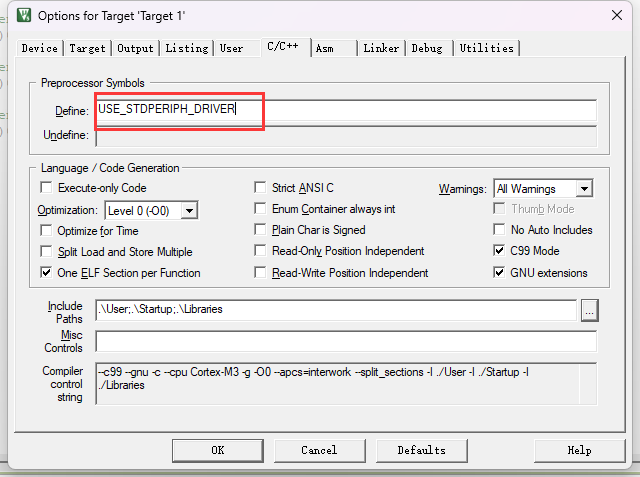 Options for Target 'Target 1'
Device Target Output Listing User C/C++ Asm Linker Debug Utilities
Preprocessor Symbols
Define: USE_STDPERIPH_DRIVER
Undefine:
Language / Code Generation
Execute-only Code Strict ANSI C Warnings: All Warnings
Optimization: Level 0 (-O0) Enum Container always int Thumb Mode
Optimize for Time Plain Char is Signed No Auto Includes
Split Load and Store Multiple Read-Only Position Independent C99 Mode
One ELF Section per Function Read-Write Position Independent GNU extensions
Include Paths .\User;.\Startup;.\Libraries ...
Misc Controls
Compiler control string --c99 --gnu -c --cpu Cortex-M3 -g -O0 --apcs=interwork --split_sections -I ./User -I ./Startup -I
./Libraries
OK Cancel Defaults Help